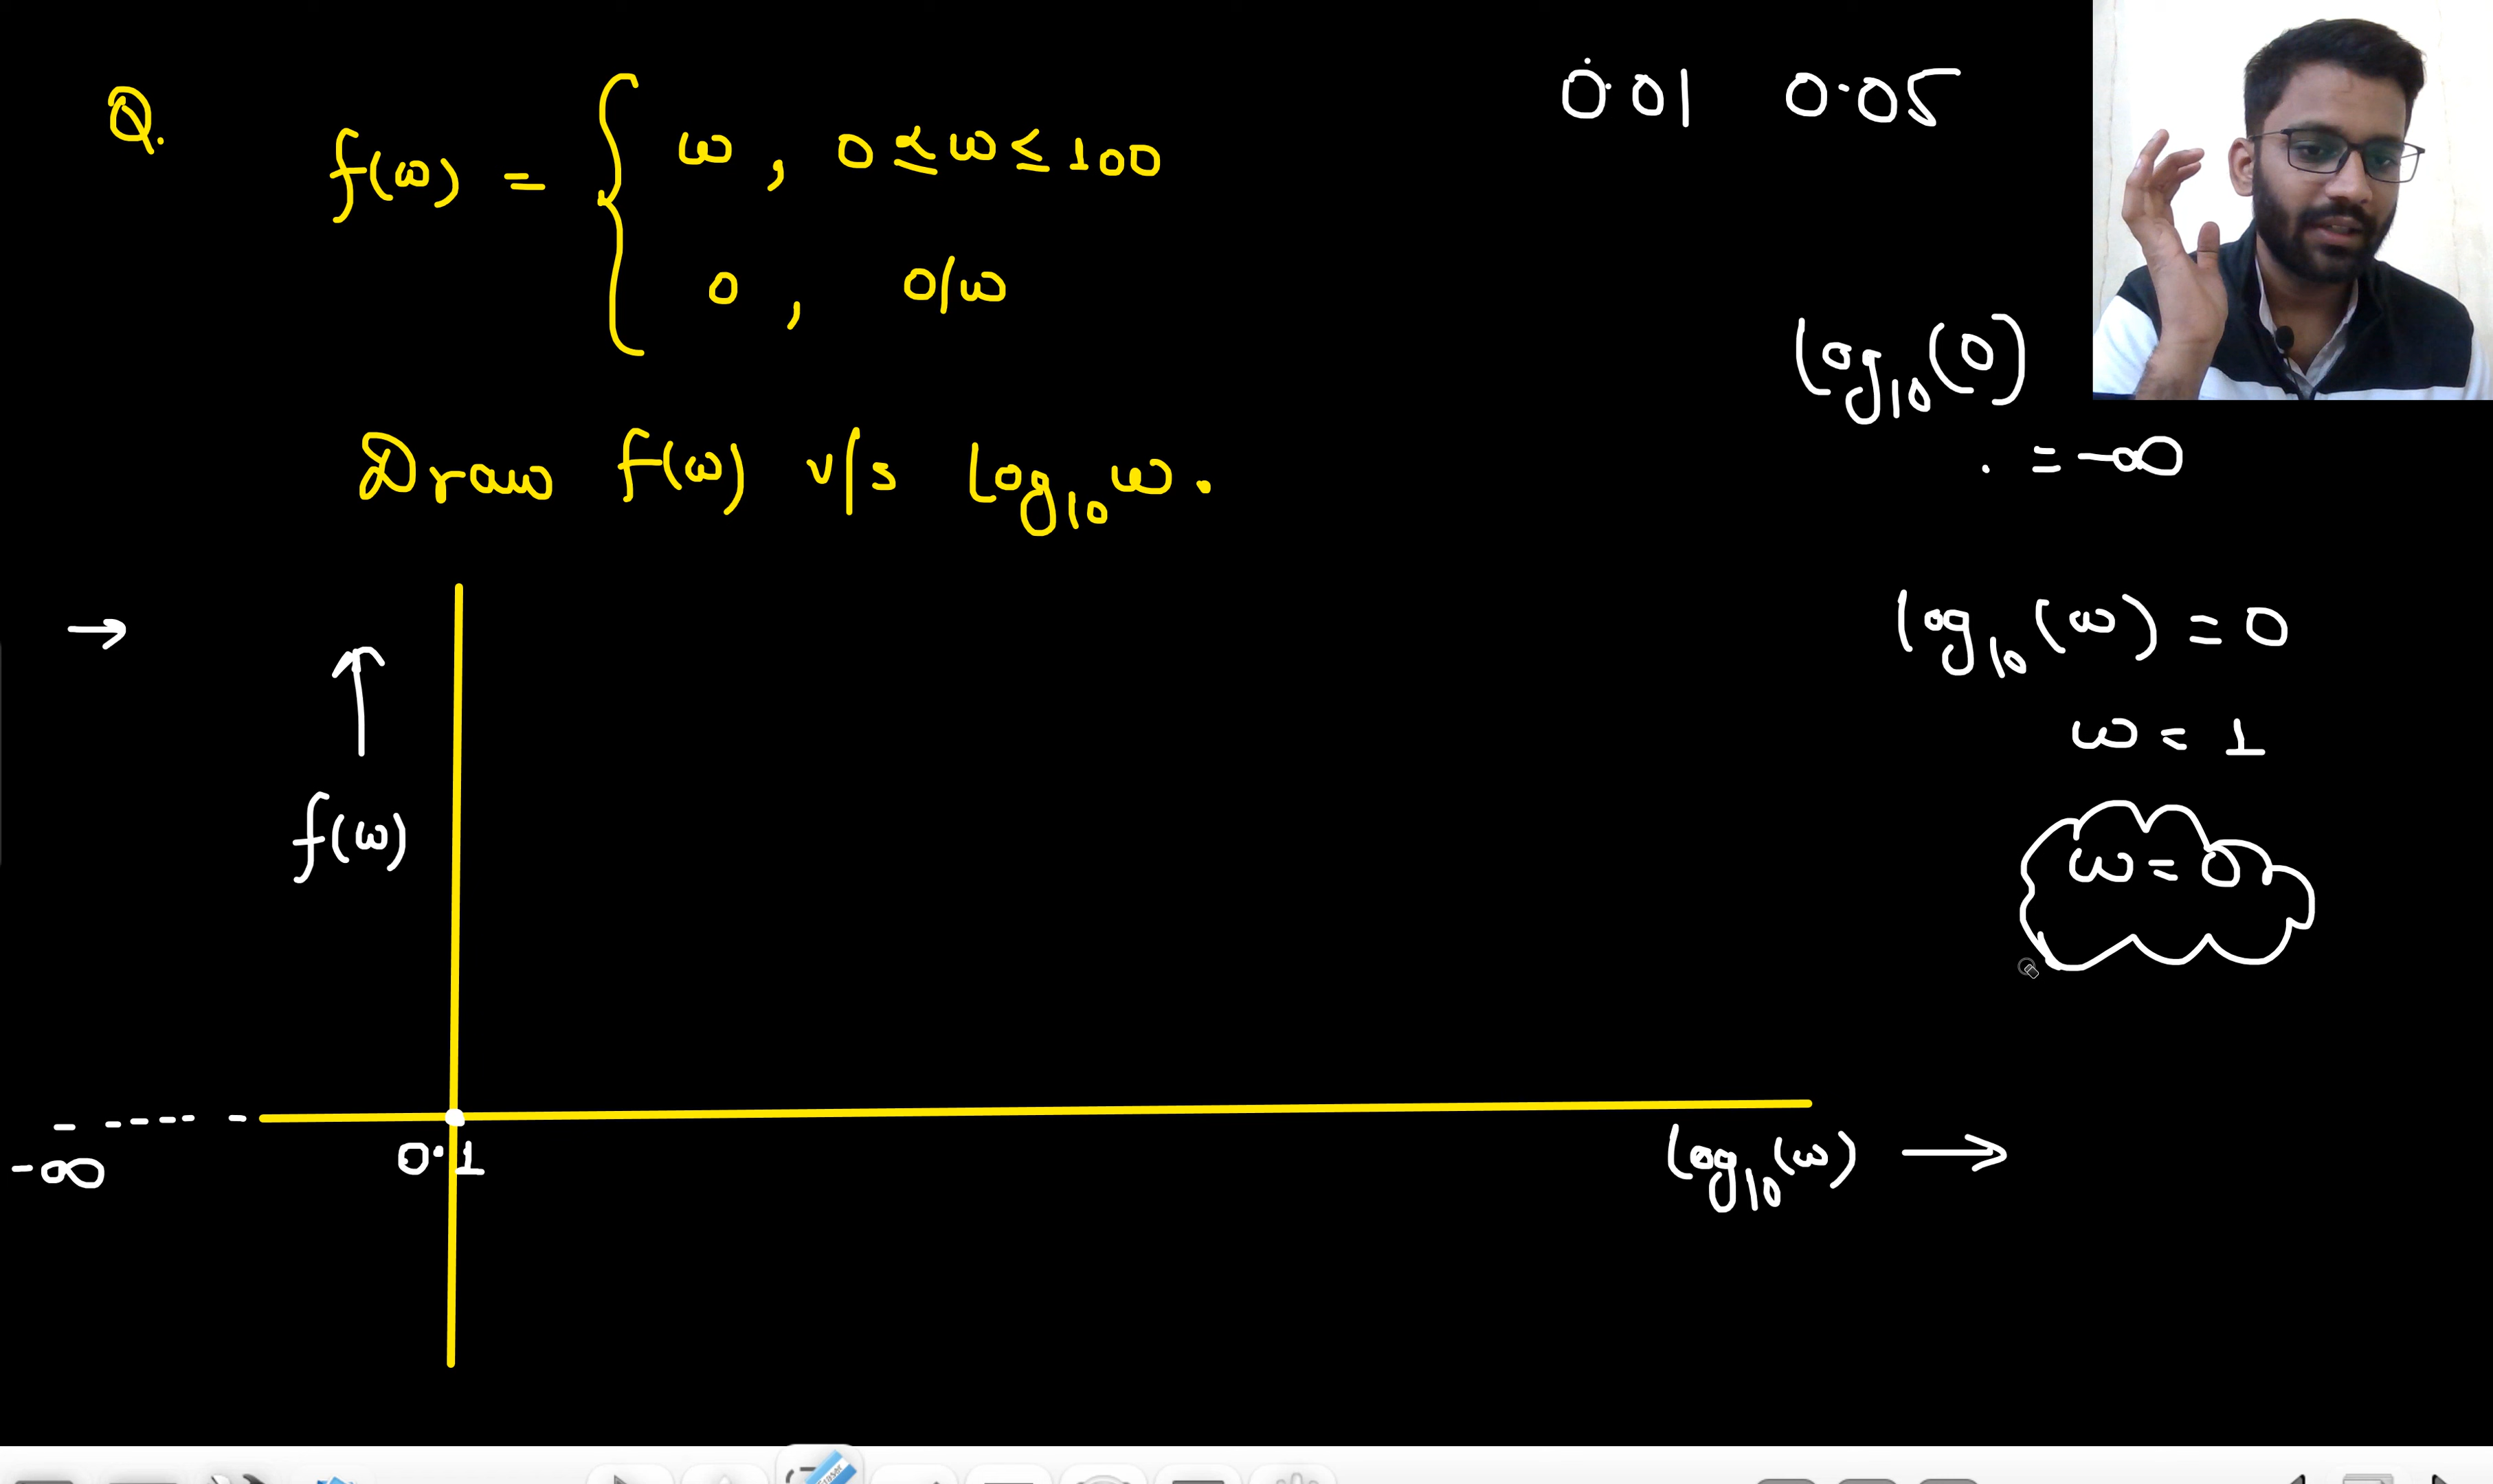 Q.
f(ω) = { ω , 0 ≤ ω ≤ 100
0 , o/ω
0.01 0.05
log₁₀(0)
= -∞
Draw f(ω) v/s log₁₀ω.
log₁₀(ω) = 0
ω = 1
ω = 0
→
↑
f(ω)
-∞
0.1
log₁₀(ω) →